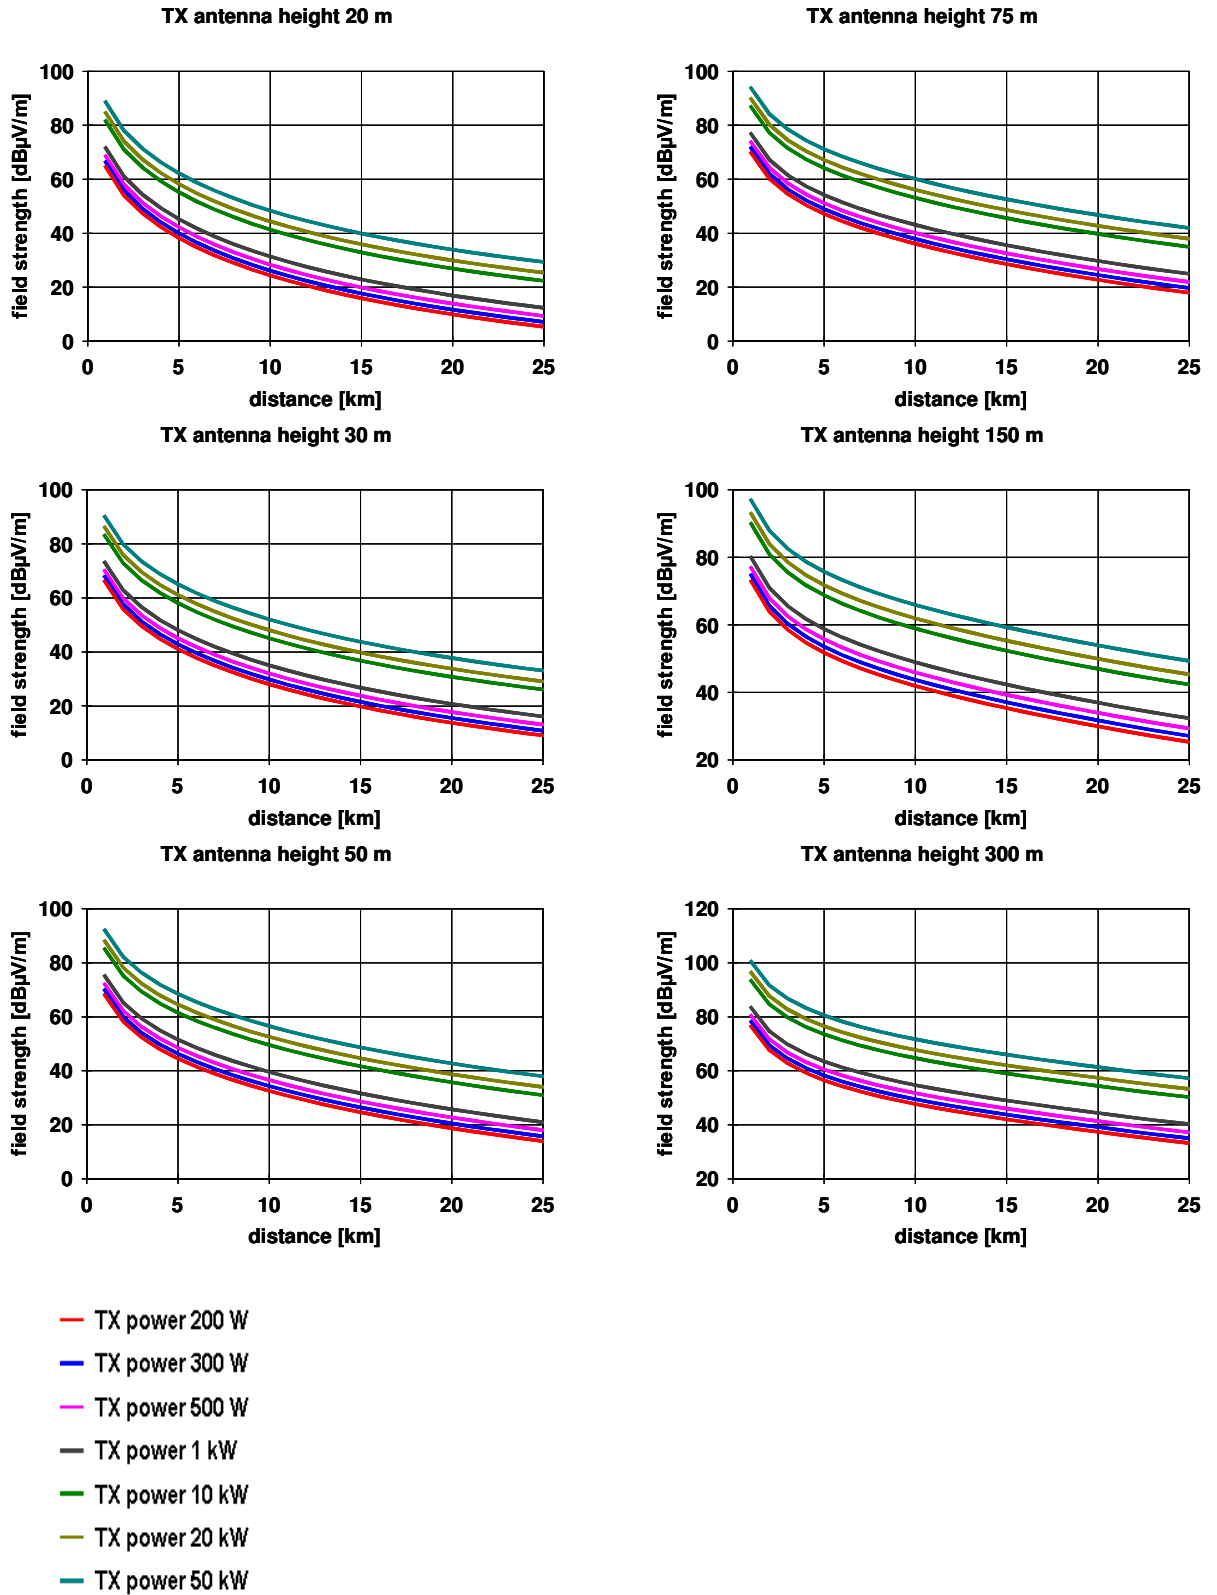 TX antenna height 20 m
field strength [dBµV/m]
100
80
60
40
20
0
0 5 10 15 20 25
distance [km]
TX antenna height 75 m
field strength [dBµV/m]
100
80
60
40
20
0
0 5 10 15 20 25
distance [km]
TX antenna height 30 m
field strength [dBµV/m]
100
80
60
40
20
0
0 5 10 15 20 25
distance [km]
TX antenna height 150 m
field strength [dBµV/m]
100
80
60
40
20
0 5 10 15 20 25
distance [km]
TX antenna height 50 m
field strength [dBµV/m]
100
80
60
40
20
0
0 5 10 15 20 25
distance [km]
TX antenna height 300 m
field strength [dBµV/m]
120
100
80
60
40
20
0 5 10 15 20 25
distance [km]
TX power 200 W
TX power 300 W
TX power 500 W
TX power 1 kW
TX power 10 kW
TX power 20 kW
TX power 50 kW